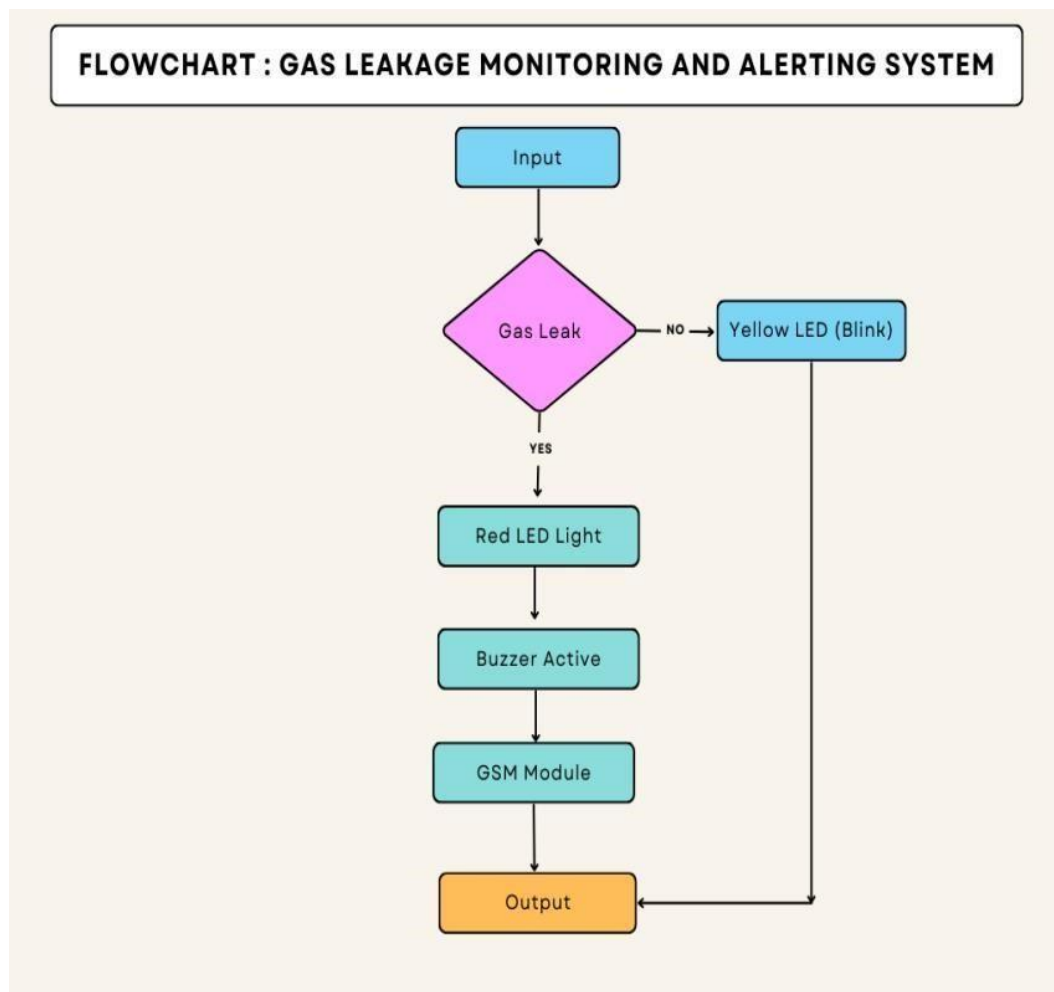 FLOWCHART : GAS LEAKAGE MONITORING AND ALERTING SYSTEM
Input
Gas Leak
NO
Yellow LED (Blink)
YES
Red LED Light
Buzzer Active
GSM Module
Output